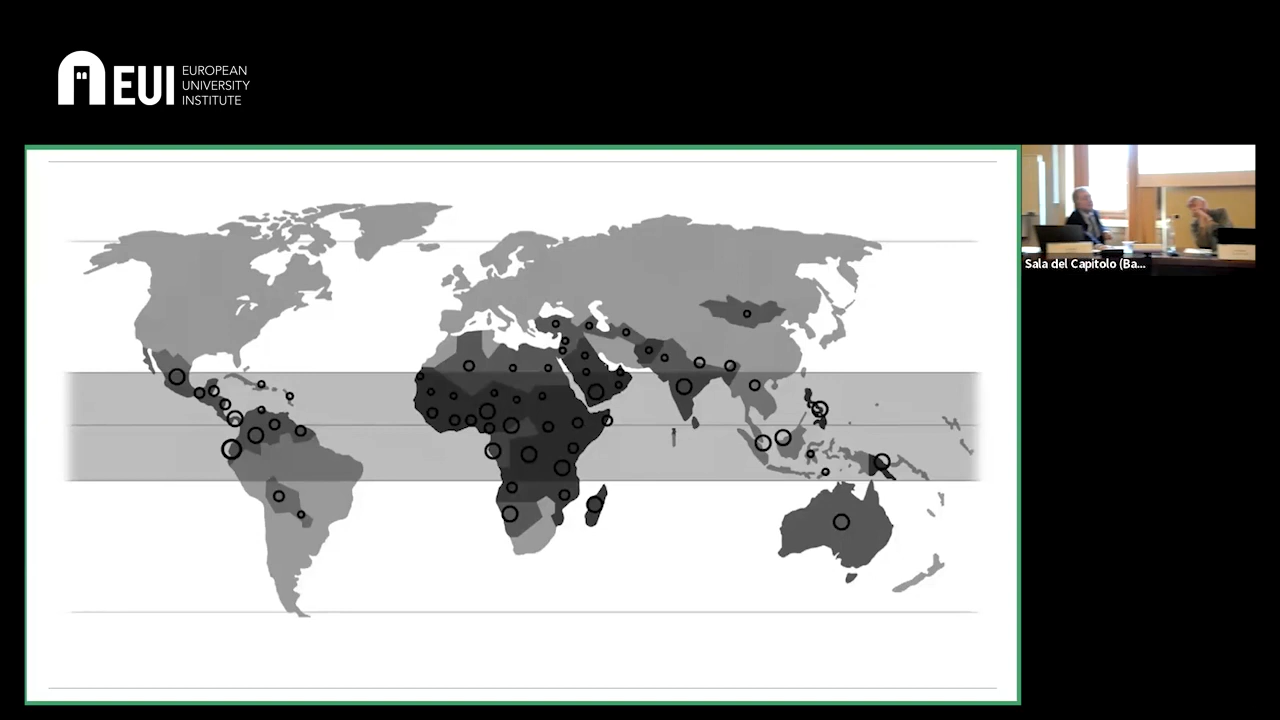 EUI
EUROPEAN
UNIVERSITY
INSTITUTE
Sala del Capitolo (Ba...